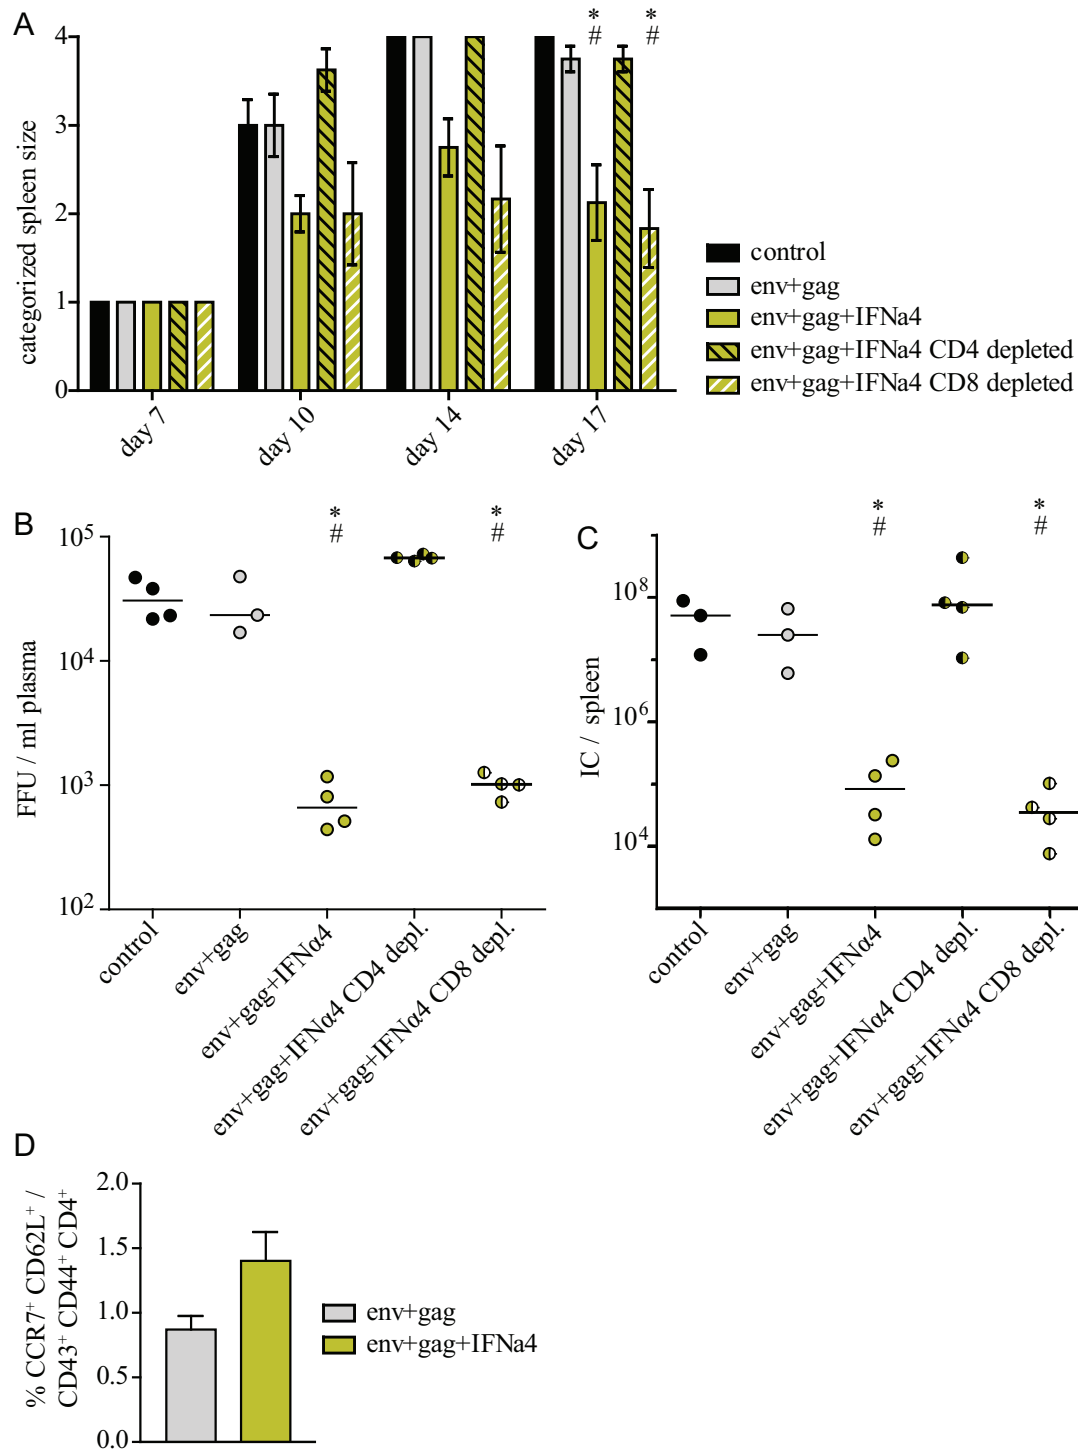 A
categorized spleen size
4
3
2
1
0
* *
# #
day 7
day 10
day 14
day 17
control
env+gag
env+gag+IFNa4
env+gag+IFNa4 CD4 depleted
env+gag+IFNa4 CD8 depleted
B
FFU / ml plasma
10⁵
10⁴
10³
10²
* *
# #
control
env+gag
env+gag+IFNα4
env+gag+IFNα4 CD4 depl.
env+gag+IFNα4 CD8 depl.
C
IC / spleen
10⁸
10⁶
10⁴
* *
# #
control
env+gag
env+gag+IFNα4
env+gag+IFNα4 CD4 depl.
env+gag+IFNα4 CD8 depl.
D
% CCR7⁺ CD62L⁺ /
CD43⁺ CD44⁺ CD4⁺
2.0
1.5
1.0
0.5
0.0
env+gag
env+gag+IFNa4